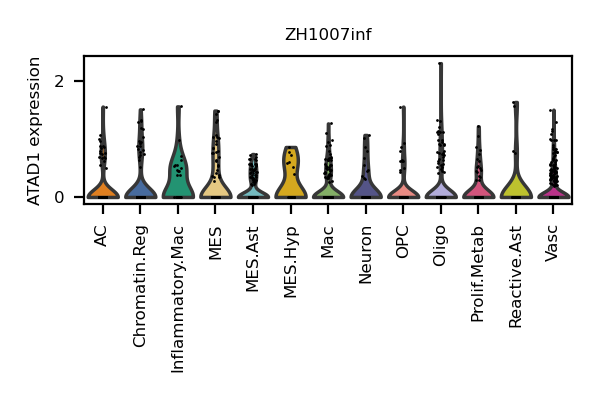 ZH1007inf
ATAD1 expression
2
0
AC
Chromatin.Reg
Inflammatory.Mac
MES
MES.Ast
MES.Hyp
Mac
Neuron
OPC
Oligo
Prolif.Metab
Reactive.Ast
Vasc